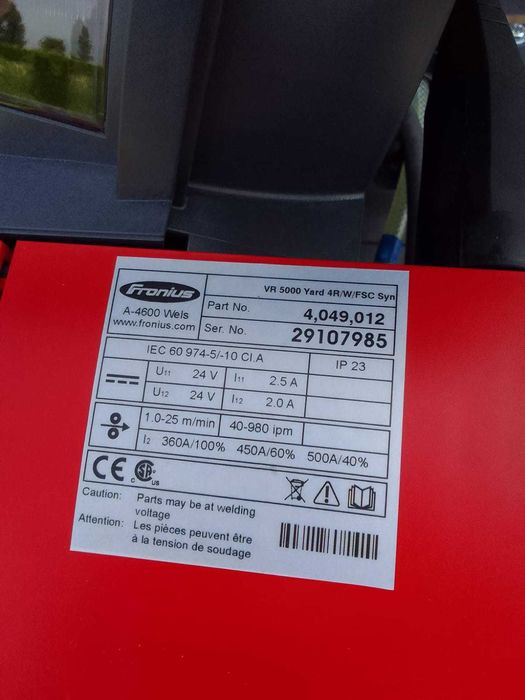 Fronius
VR 5000 Yard 4R/W/FSC Syn
A-4600 Wels
www.fronius.com
Part No. 4,049,012
Ser. No. 29107985
IEC 60 974-5/-10 Cl.A
IP 23
U11 24 V I11 2.5 A
U12 24 V I12 2.0 A
1.0-25 m/min 40-980 ipm
I2 360A/100% 450A/60% 500A/40%
CE C SA US
Caution: Parts may be at welding
voltage
Attention: Les pièces peuvent être
à la tension de soudage